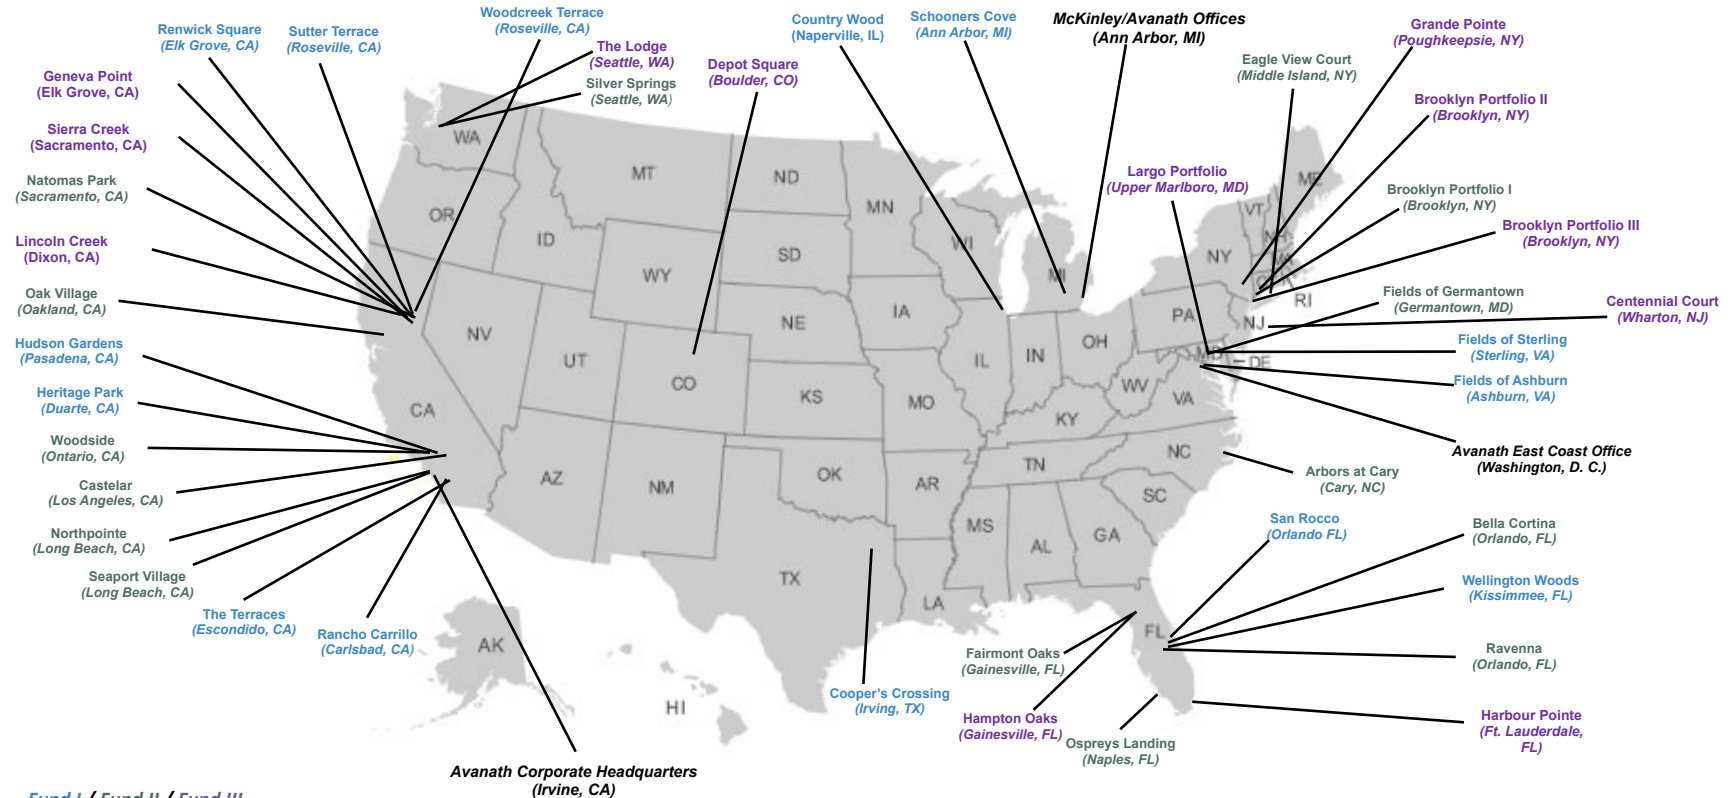 Renwick Square
(Elk Grove, CA)
Sutter Terrace
(Roseville, CA)
Woodcreek Terrace
(Roseville, CA)
The Lodge
(Seattle, WA)
Silver Springs
(Seattle, WA)
Depot Square
(Boulder, CO)
Country Wood
(Naperville, IL)
Schooners Cove
(Ann Arbor, MI)
McKinley/Avanath Offices
(Ann Arbor, MI)
Grande Pointe
(Poughkeepsie, NY)
Eagle View Court
(Middle Island, NY)
Brooklyn Portfolio II
(Brooklyn, NY)
Largo Portfolio
(Upper Marlboro, MD)
Brooklyn Portfolio I
(Brooklyn, NY)
Brooklyn Portfolio III
(Brooklyn, NY)
Fields of Germantown
(Germantown, MD)
Centennial Court
(Wharton, NJ)
Fields of Sterling
(Sterling, VA)
Fields of Ashburn
(Ashburn, VA)
Avanath East Coast Office
(Washington, D. C.)
Arbors at Cary
(Cary, NC)
San Rocco
(Orlando FL)
Bella Cortina
(Orlando, FL)
Wellington Woods
(Kissimmee, FL)
Ravenna
(Orlando, FL)
Harbour Pointe
(Ft. Lauderdale,
FL)
Fairmont Oaks
(Gainesville, FL)
Hampton Oaks
(Gainesville, FL)
Ospreys Landing
(Naples, FL)
Cooper's Crossing
(Irving, TX)
Avanath Corporate Headquarters
(Irvine, CA)
Geneva Point
(Elk Grove, CA)
Sierra Creek
(Sacramento, CA)
Natomas Park
(Sacramento, CA)
Lincoln Creek
(Dixon, CA)
Oak Village
(Oakland, CA)
Hudson Gardens
(Pasadena, CA)
Heritage Park
(Duarte, CA)
Woodside
(Ontario, CA)
Castelar
(Los Angeles, CA)
Northpointe
(Long Beach, CA)
Seaport Village
(Long Beach, CA)
The Terraces
(Escondido, CA)
Rancho Carrillo
(Carlsbad, CA)
WA
OR
ID
MT
ND
MN
WI
MI
ME
VT
NH
MA
NY
RI
SD
WY
NE
IA
NV
UT
CO
KS
MO
IL
IN
OH
PA
NJ
MD
DE
WV
VA
KY
CA
AZ
NM
OK
AR
TN
NC
SC
MS
AL
GA
TX
LA
FL
AK
HI
Fund I / Fund II / Fund III